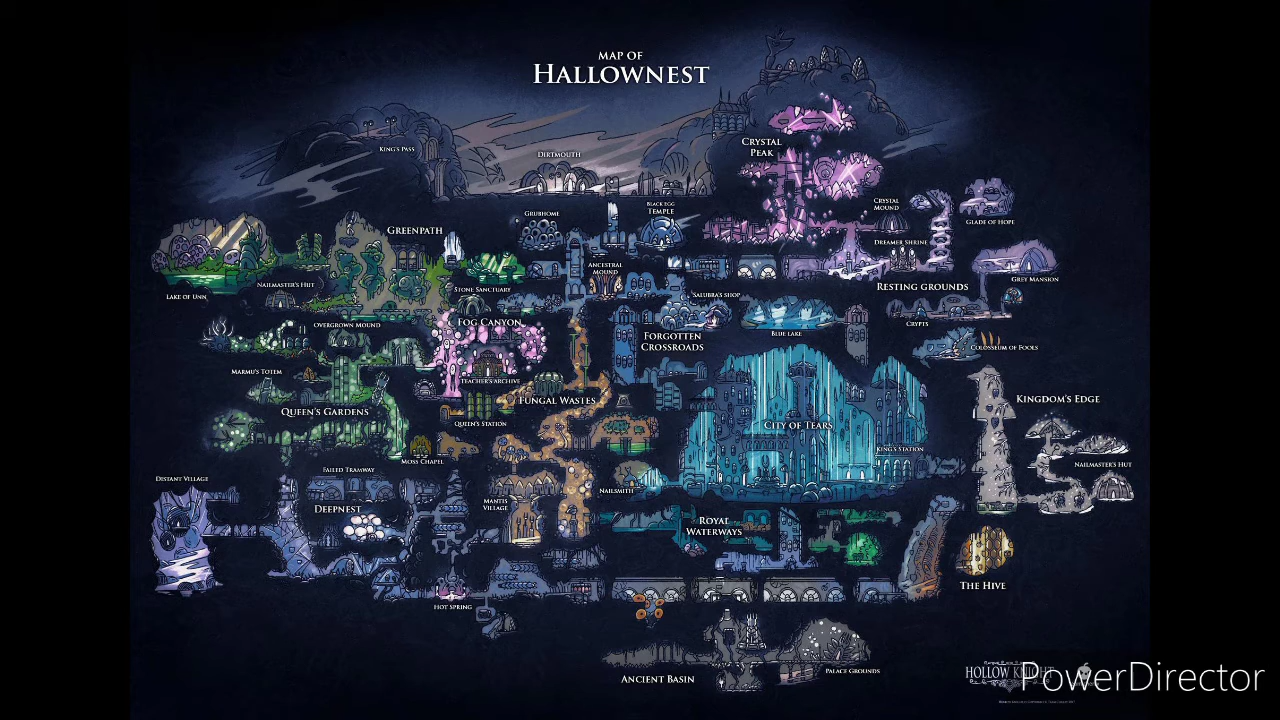 MAP OF
HALLOWNEST
KING'S PASS
DIRTMOUTH
CRYSTAL
PEAK
CRYSTAL
MOUND
GLADE OF HOPE
GRUBHOME
BLACK EGG
TEMPLE
GREENPATH
DREAMER SHRINE
ANCESTRAL
MOUND
GREY MANSION
NAILMASTER'S HUT
STONE SANCTUARY
RESTING GROUNDS
LAKE OF UNN
SALUBRA'S SHOP
OVERGROWN MOUND
FOG CANYON
CRYPTS
BLUE LAKE
FORGOTTEN
CROSSROADS
COLOSSEUM OF FOOLS
MARMU'S TOTEM
TEACHER'S ARCHIVE
FUNGAL WASTES
KINGDOM'S EDGE
QUEEN'S GARDENS
QUEEN'S STATION
CITY OF TEARS
KING'S STATION
MOSS CHAPEL
NAILMASTER'S HUT
FAILED TRAMWAY
DISTANT VILLAGE
NAILSMITH
MANTIS
VILLAGE
DEEPNEST
ROYAL
WATERWAYS
THE HIVE
HOT SPRING
PALACE GROUNDS
ANCIENT BASIN
HOLLOW KNIGHT
PowerDirector